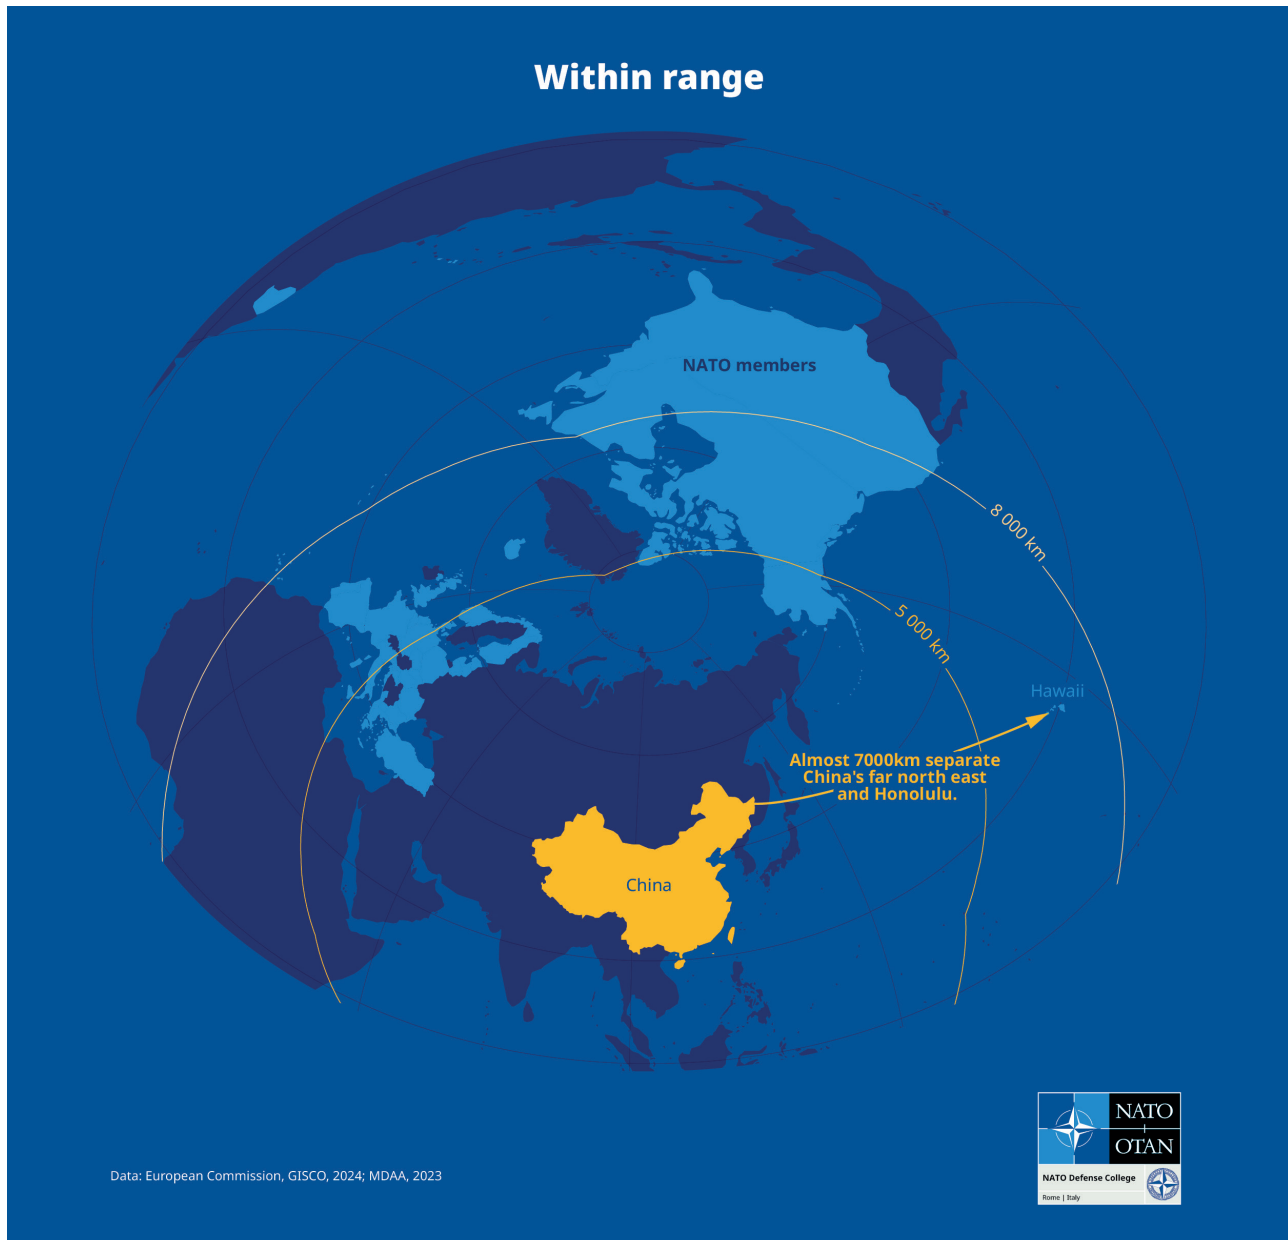 Within range
NATO members
8 000 km
5 000 km
Hawaii
Almost 7000km separate
China's far north east
and Honolulu.
China
NATO
OTAN
NATO Defense College
Rome | Italy
Data: European Commission, GISCO, 2024; MDAA, 2023